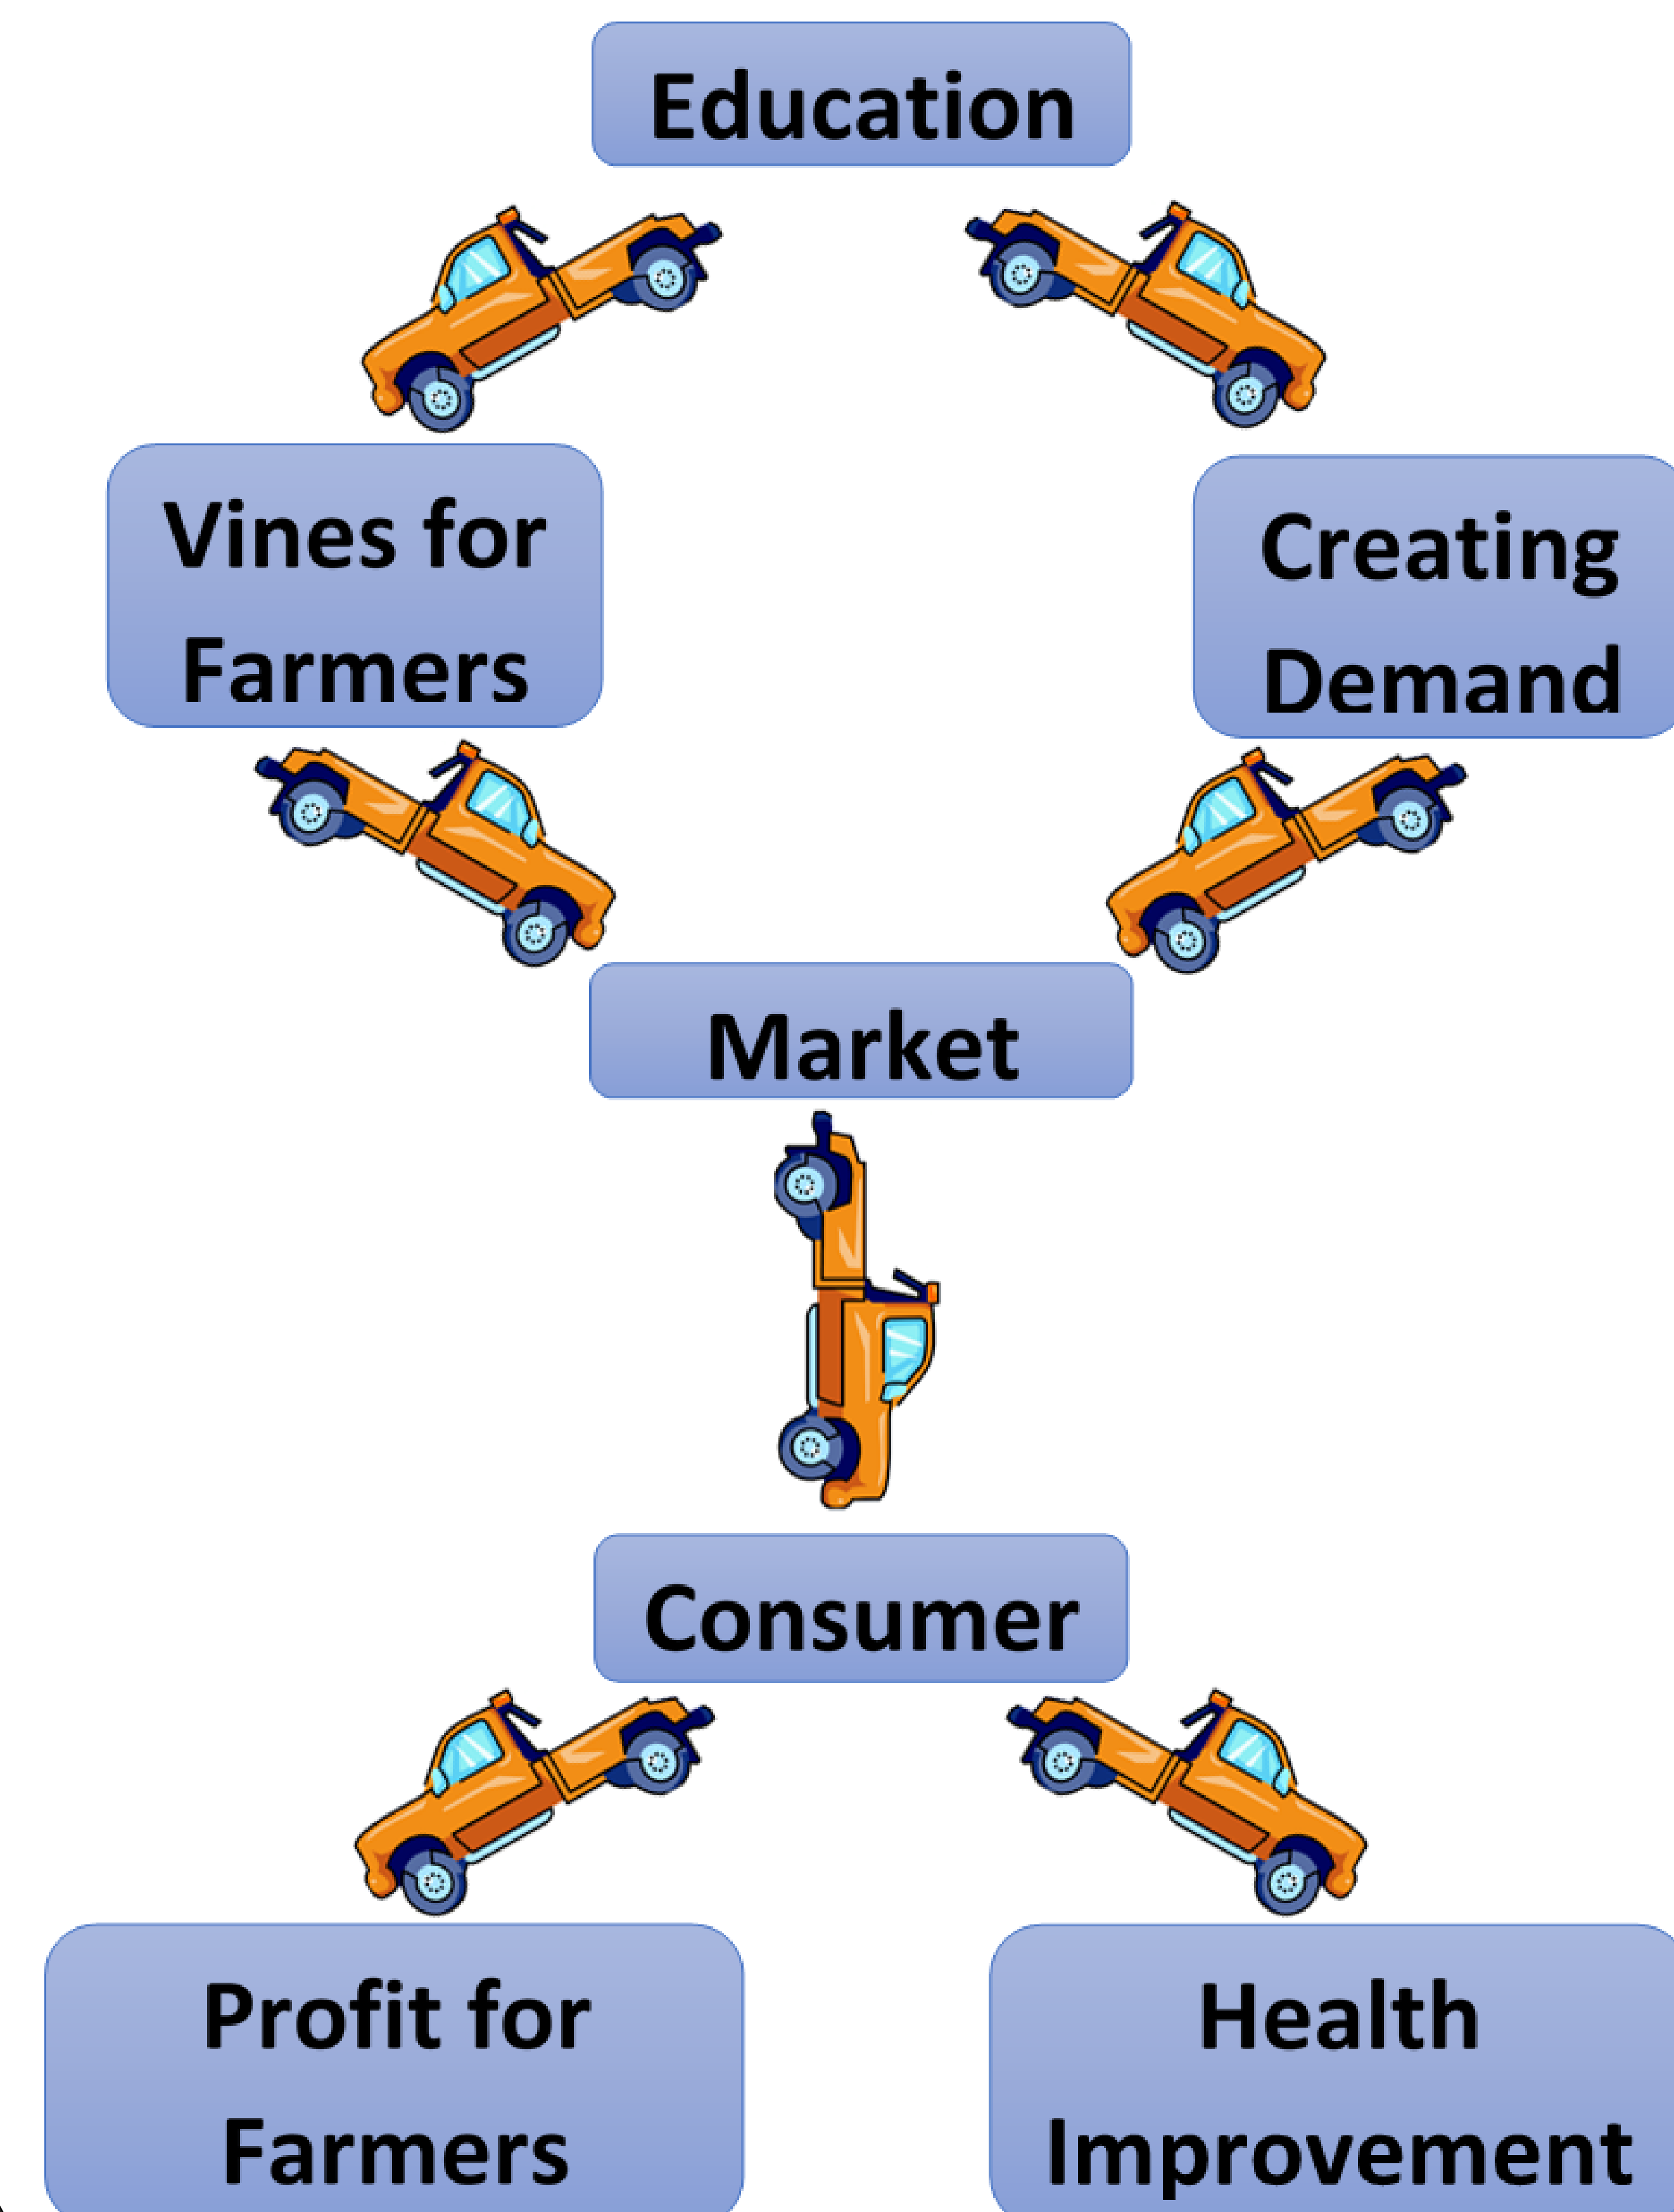 Education
Vines for
Farmers
Creating
Demand
Market
Consumer
Profit for
Farmers
Health
Improvement